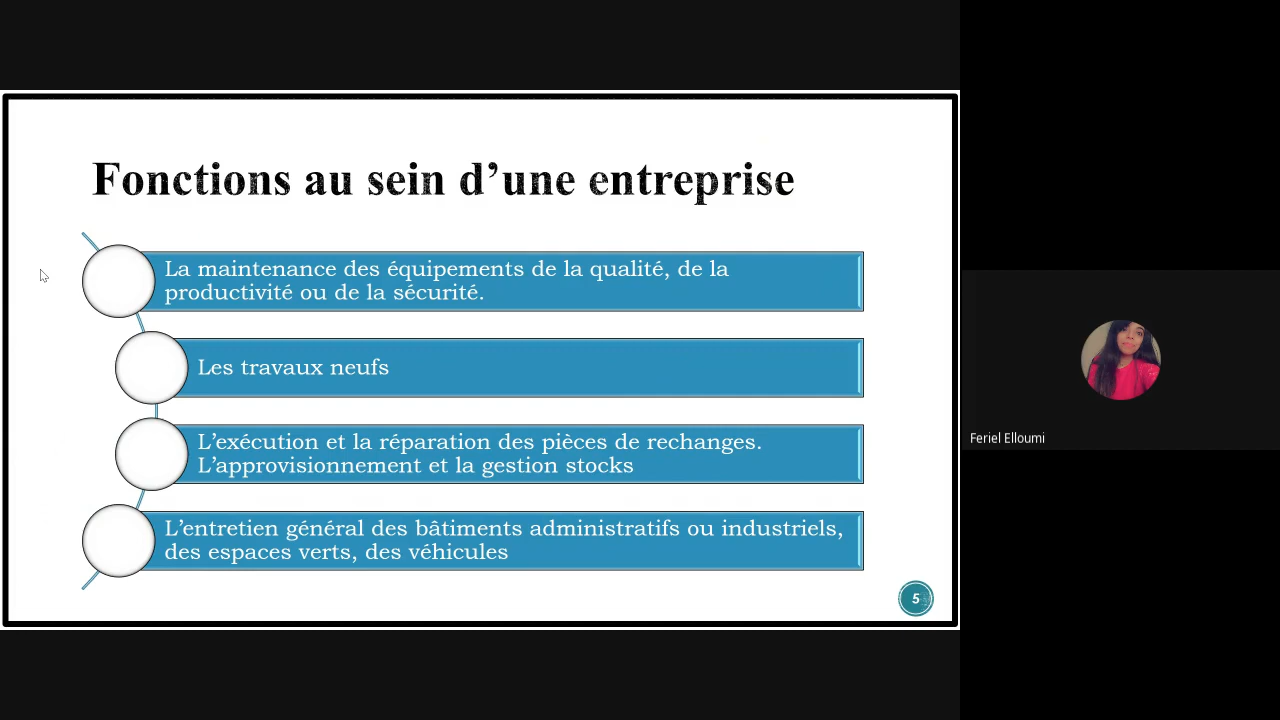 Fonctions au sein d’une entreprise
La maintenance des équipements de la qualité, de la
productivité ou de la sécurité.
Les travaux neufs
L’exécution et la réparation des pièces de rechanges.
L’approvisionnement et la gestion stocks
L’entretien général des bâtiments administratifs ou industriels,
des espaces verts, des véhicules
5
Feriel Elloumi